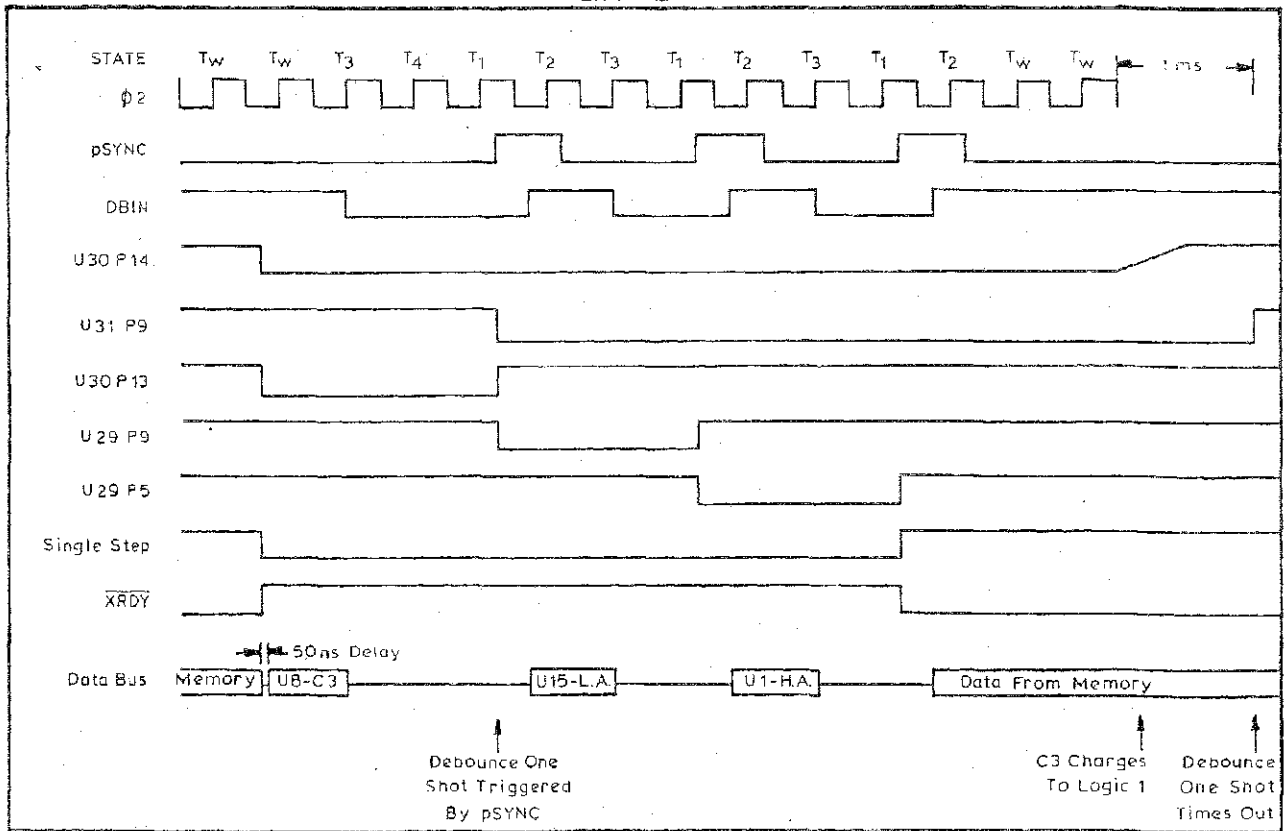 STATE TW TW T3 T4 T1 T2 T3 T1 T2 T3 T1 T2 TW TW 1ms
ϕ2
pSYNC
DBIN
U30 P14
U31 P9
U30 P13
U29 P9
U29 P5
Single Step
XRDY
50ns Delay
Data Bus Memory U8-C3 U15-L.A. U1-H.A. Data From Memory
Debounce One
Shot Triggered
By pSYNC
C3 Charges
To Logic 1
Debounce
One Shot
Times Out